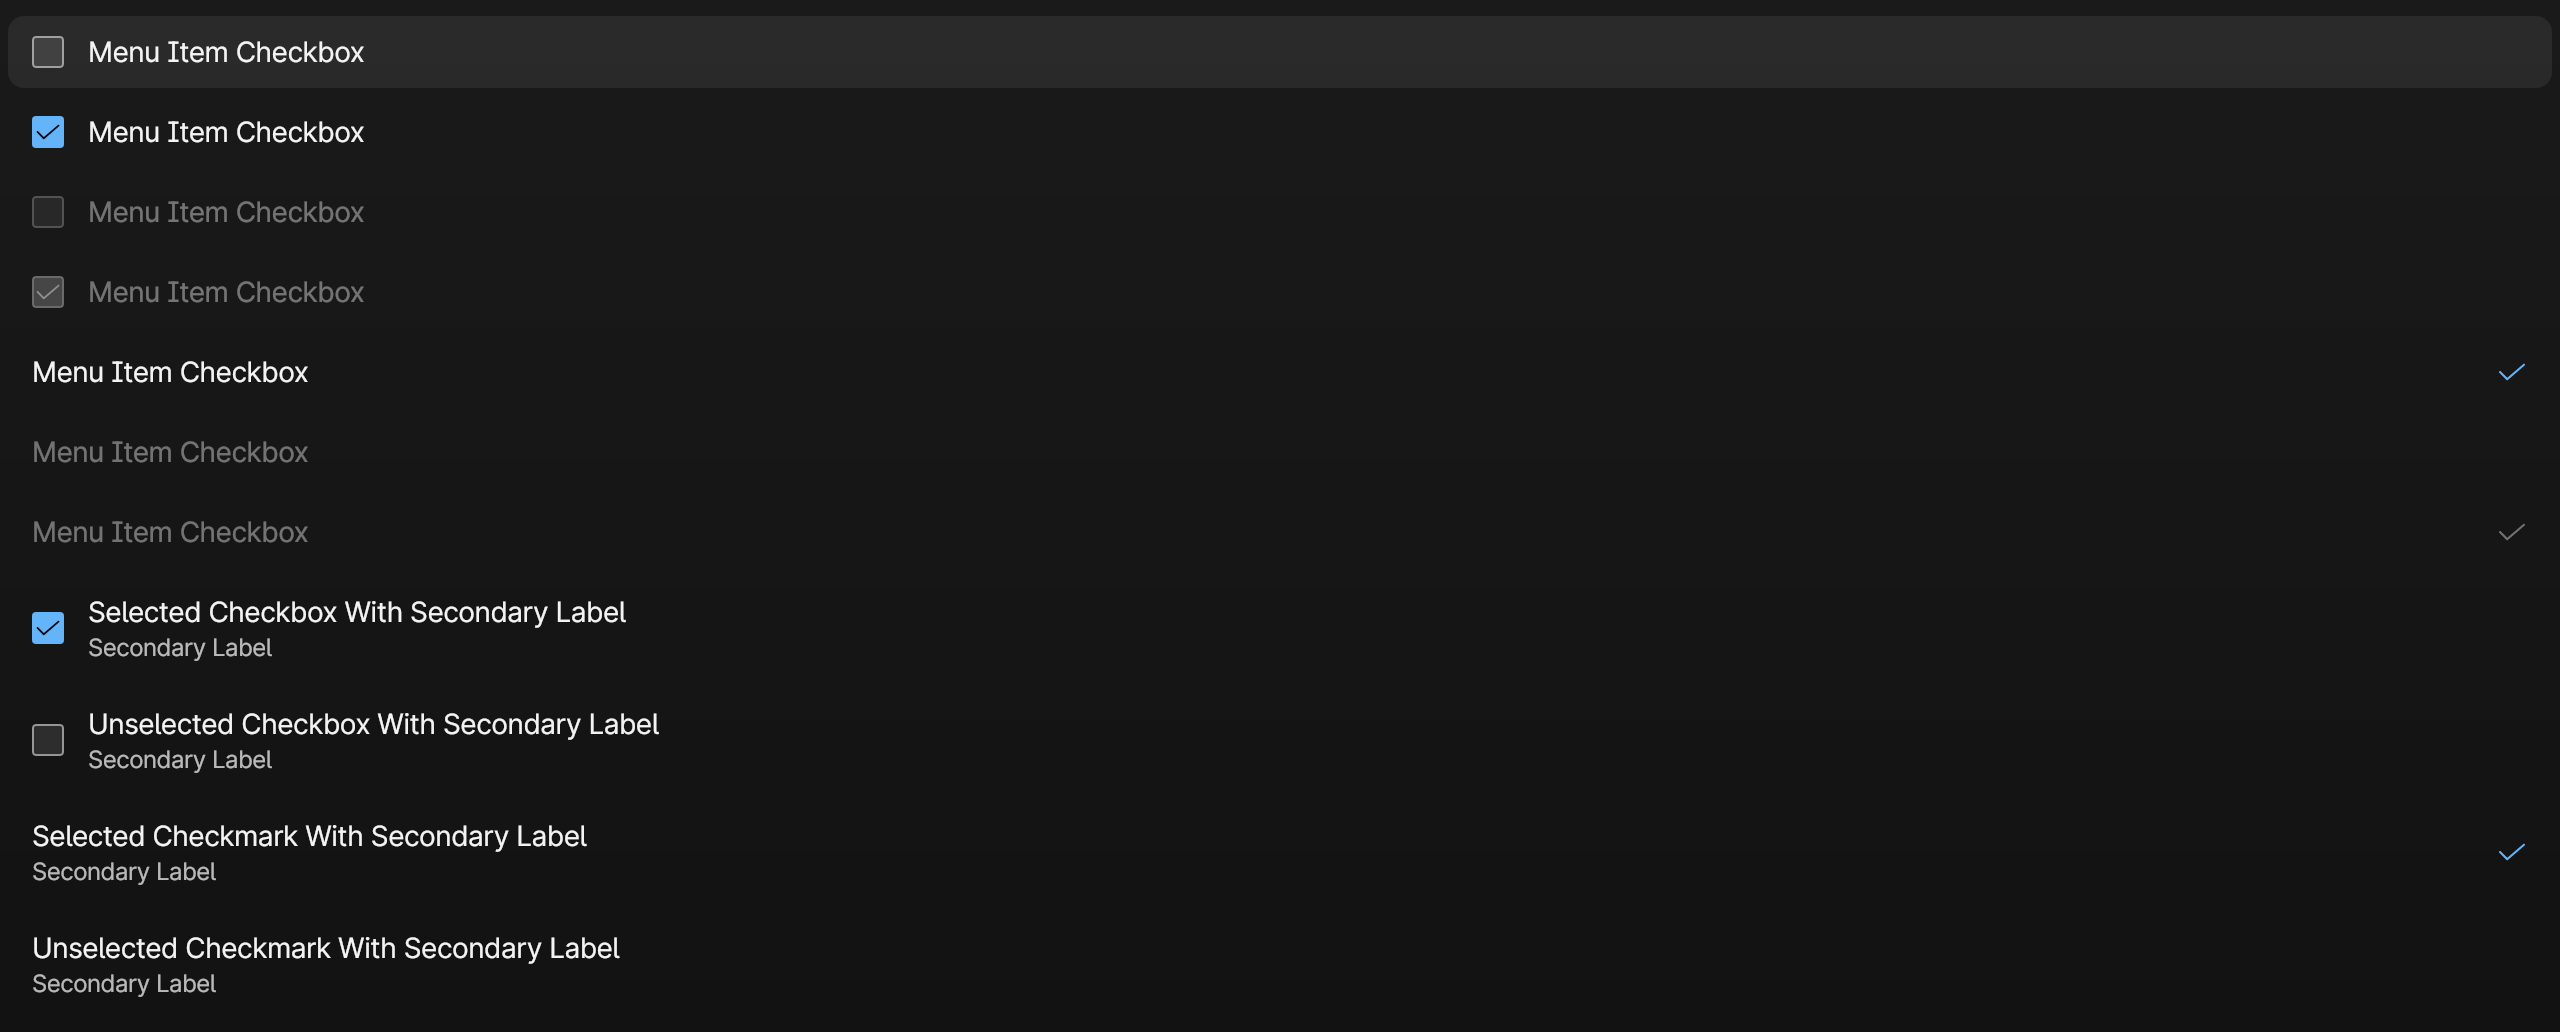 Menu Item Checkbox
Menu Item Checkbox
Menu Item Checkbox
Menu Item Checkbox
Menu Item Checkbox
Menu Item Checkbox
Menu Item Checkbox
Selected Checkbox With Secondary Label
Secondary Label
Unselected Checkbox With Secondary Label
Secondary Label
Selected Checkmark With Secondary Label
Secondary Label
Unselected Checkmark With Secondary Label
Secondary Label